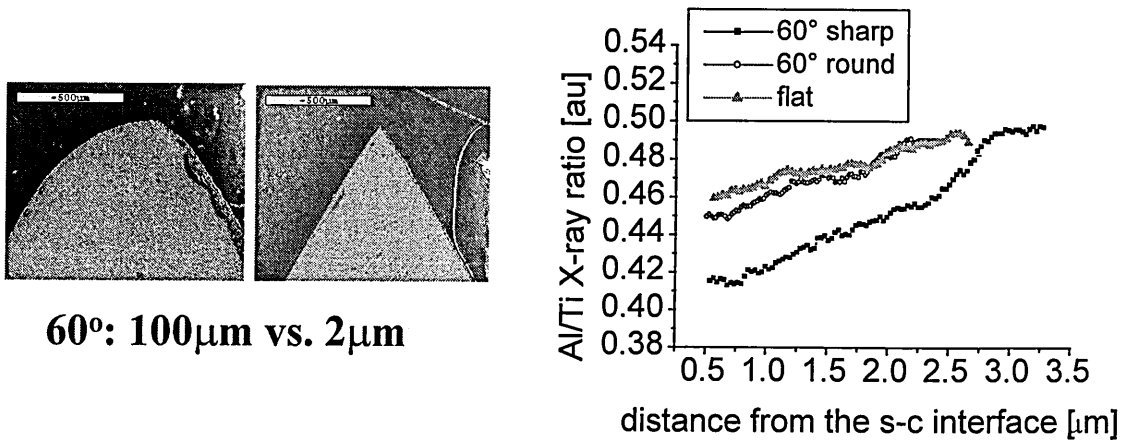 ~500µm
~500µm
60°: 100µm vs. 2µm
60° sharp
60° round
flat
Al/Ti X-ray ratio [au]
0.54
0.52
0.50
0.48
0.46
0.44
0.42
0.40
0.38
0.5 1.0 1.5 2.0 2.5 3.0 3.5
distance from the s-c interface [µm]